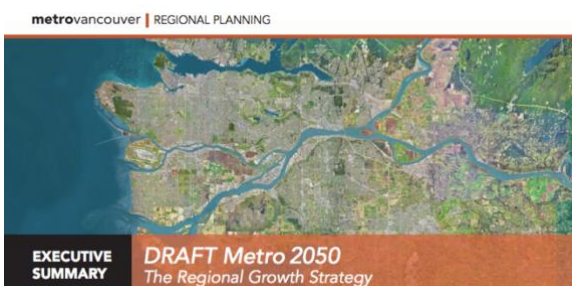 metrovancouver | REGIONAL PLANNING
EXECUTIVE
SUMMARY
DRAFT Metro 2050
The Regional Growth Strategy